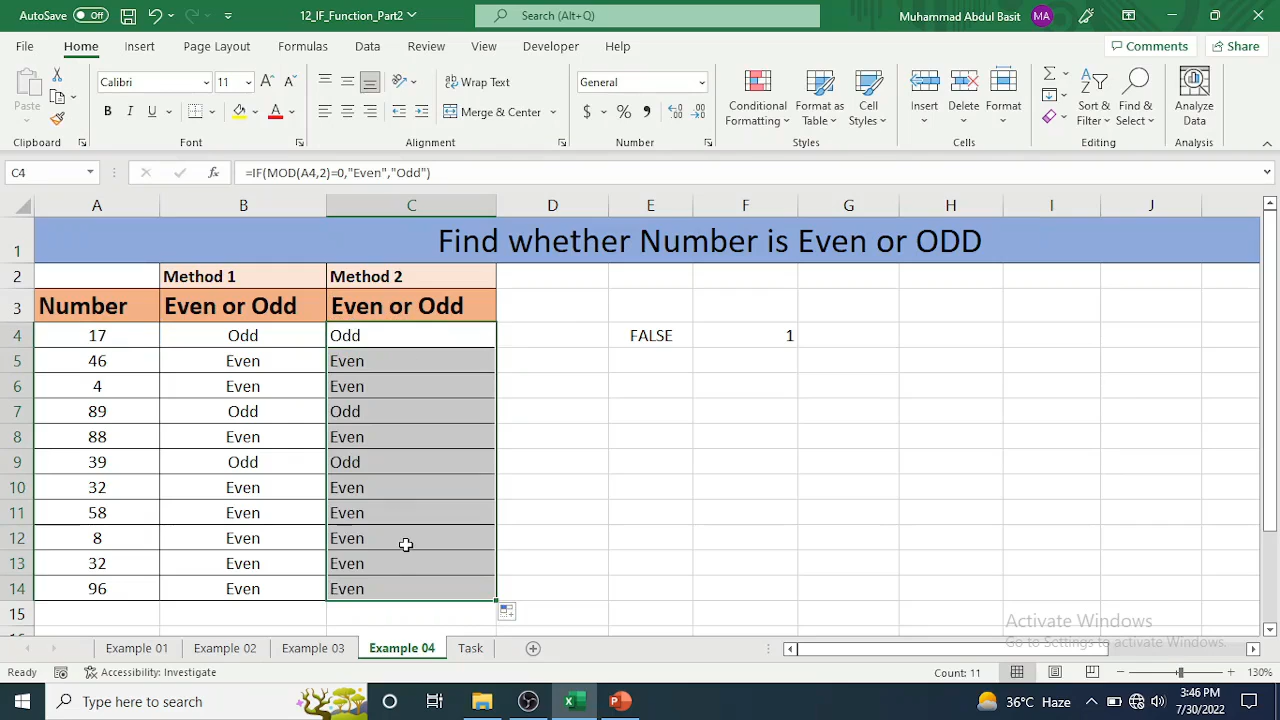 AutoSave Off 12_IF_Function_Part2 Search (Alt+Q) Muhammad Abdul Basit MA
File Home Insert Page Layout Formulas Data Review View Developer Help Comments Share
Paste Calibri 11 Wrap Text General Conditional Formatting Format as Table Cell Styles Insert Delete Format Sort & Filter Find & Select Analyze Data
B I U A Merge & Center $ % 9
Clipboard Font Alignment Number Styles Cells Editing Analysis
C4 fx =IF(MOD(A4,2)=0,"Even","Odd")
A B C D E F G H I J
1 Find whether Number is Even or ODD
2 Method 1 Method 2
3 Number Even or Odd Even or Odd
4 17 Odd Odd FALSE 1
5 46 Even Even
6 4 Even Even
7 89 Odd Odd
8 88 Even Even
9 39 Odd Odd
10 32 Even Even
11 58 Even Even
12 8 Even Even
13 32 Even Even
14 96 Even Even
15
Activate Windows
Go to Settings to activate Windows.
Example 01 Example 02 Example 03 Example 04 Task
Ready Accessibility: Investigate Count: 11 130%
Type here to search 36°C Haze 3:46 PM
7/30/2022